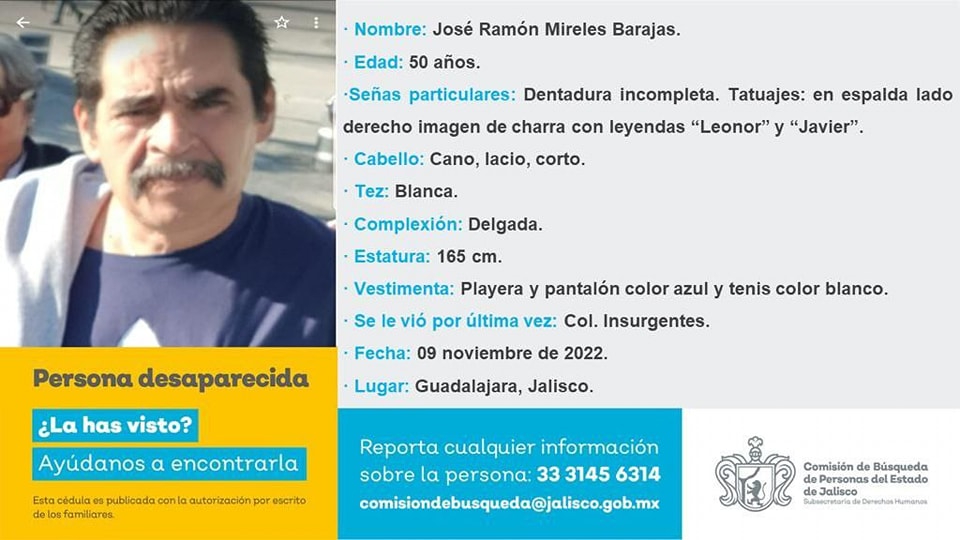 · Nombre: José Ramón Mireles Barajas.
· Edad: 50 años.
·Señas particulares: Dentadura incompleta. Tatuajes: en espalda lado
derecho imagen de charra con leyendas “Leonor” y “Javier”.
· Cabello: Cano, lacio, corto.
· Tez: Blanca.
· Complexión: Delgada.
· Estatura: 165 cm.
· Vestimenta: Playera y pantalón color azul y tenis color blanco.
· Se le vió por última vez: Col. Insurgentes.
· Fecha: 09 noviembre de 2022.
· Lugar: Guadalajara, Jalisco.
Persona desaparecida
¿La has visto?
Ayúdanos a encontrarla
Esta cédula es publicada con la autorización por escrito
de los familiares.
Reporta cualquier información
sobre la persona: 33 3145 6314
comisiondebusqueda@jalisco.gob.mx
Comisión de Búsqueda
de Personas del Estado
de Jalisco
Subsecretaría de Derechos Humanos